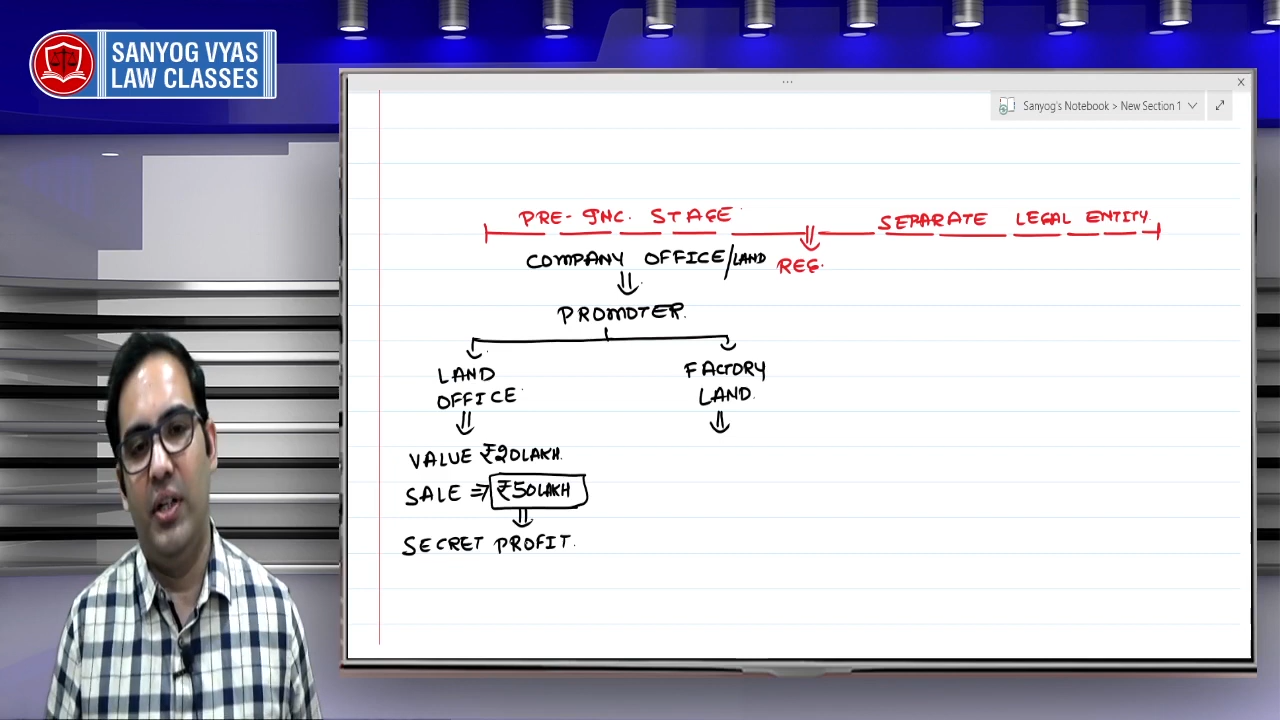 SANYOG VYAS
LAW CLASSES
Sanyog's Notebook > New Section 1
PRE-INC. STAGE
SEPARATE LEGAL ENTITY
COMPANY OFFICE/LAND
REG.
PROMOTER.
LAND
OFFICE
FACTORY
LAND.
VALUE ₹20LAKH.
SALE ⇒ ₹50LAKH
SECRET PROFIT.